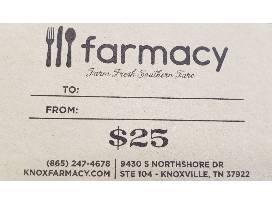 farmacy
Farm Fresh Southern Fare
TO:
FROM:
$25
(865) 247-4678 | 9430 S NORTHSHORE DR
KNOXFARMACY.COM | STE 104 - KNOXVILLE, TN 37922